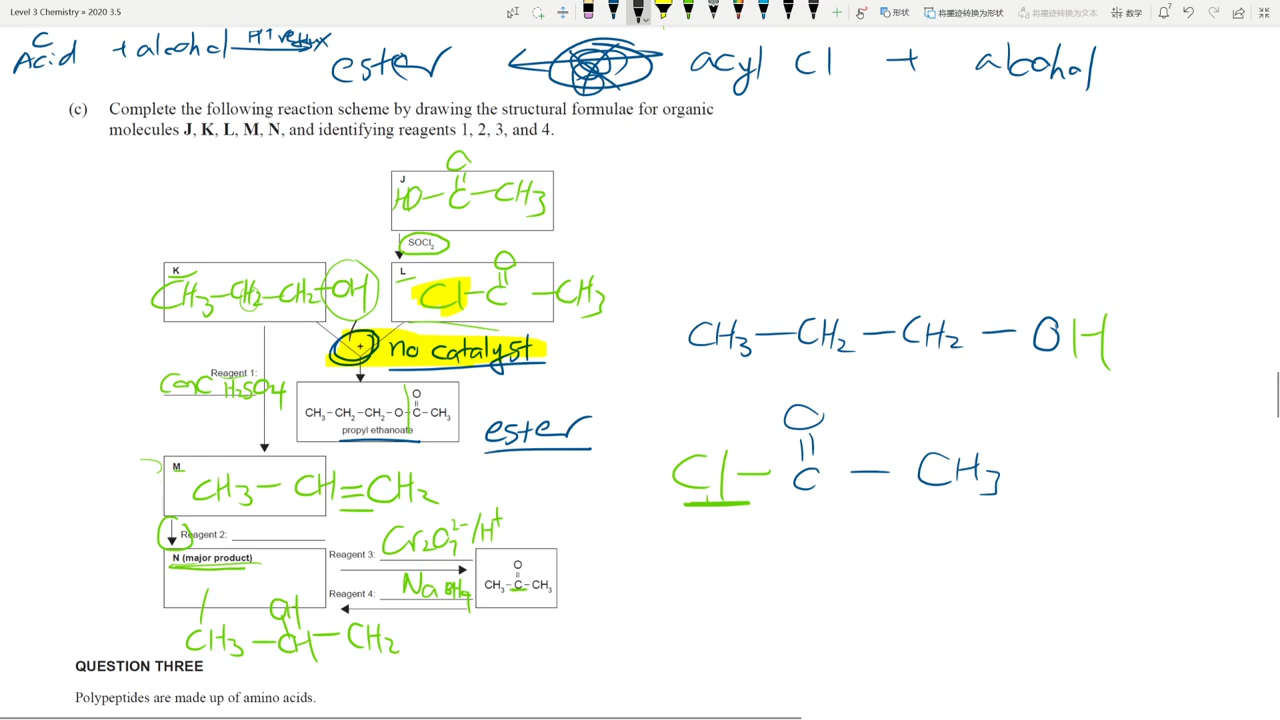 Level 3 Chemistry » 2020 3.5
形状
将墨迹转换为形状
将墨迹转换为文本
数学
C
Acid + alcohol
ester
acyl Cl + alcohol
(c) Complete the following reaction scheme by drawing the structural formulae for organic
molecules J, K, L, M, N, and identifying reagents 1, 2, 3, and 4.
J
O
HO–C–CH3
SOCl2
K
CH3–CH2–CH2–OH
L
O
Cl–C–CH3
+ no catalyst
CH3—CH2—CH2—OH
Reagent 1:
Conc H2SO4
O
CH3–CH2–CH2–O–C–CH3
propyl ethanoate
ester
O
Cl–C–CH3
M
CH3–CH=CH2
Reagent 2:
N (major product)
Reagent 3: Cr2O7 2-/H+
O
CH3–C–CH3
Reagent 4: NaBH4
OH
CH3–CH–CH2
QUESTION THREE
Polypeptides are made up of amino acids.